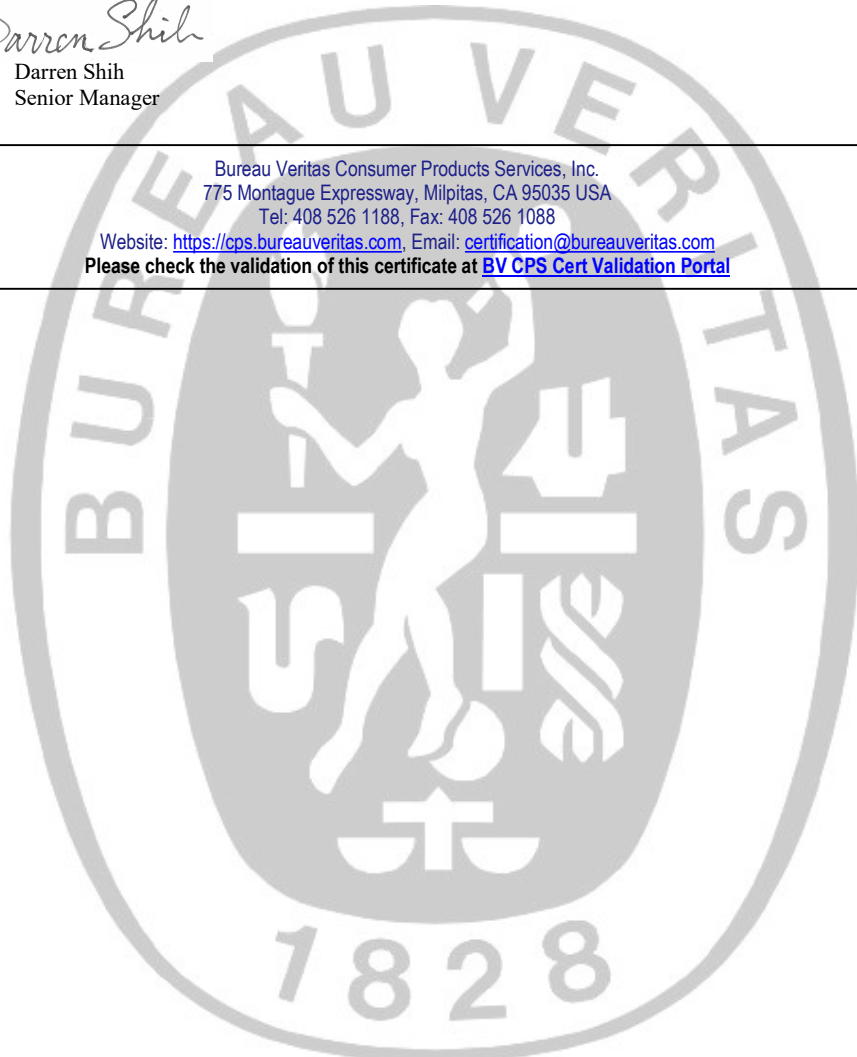 Darren Shih
Darren Shih
Senior Manager
Bureau Veritas Consumer Products Services, Inc.
775 Montague Expressway, Milpitas, CA 95035 USA
Tel: 408 526 1188, Fax: 408 526 1088
Website: https://cps.bureauveritas.com, Email: certification@bureauveritas.com
Please check the validation of this certificate at BV CPS Cert Validation Portal
BUREAU VERITAS
1828